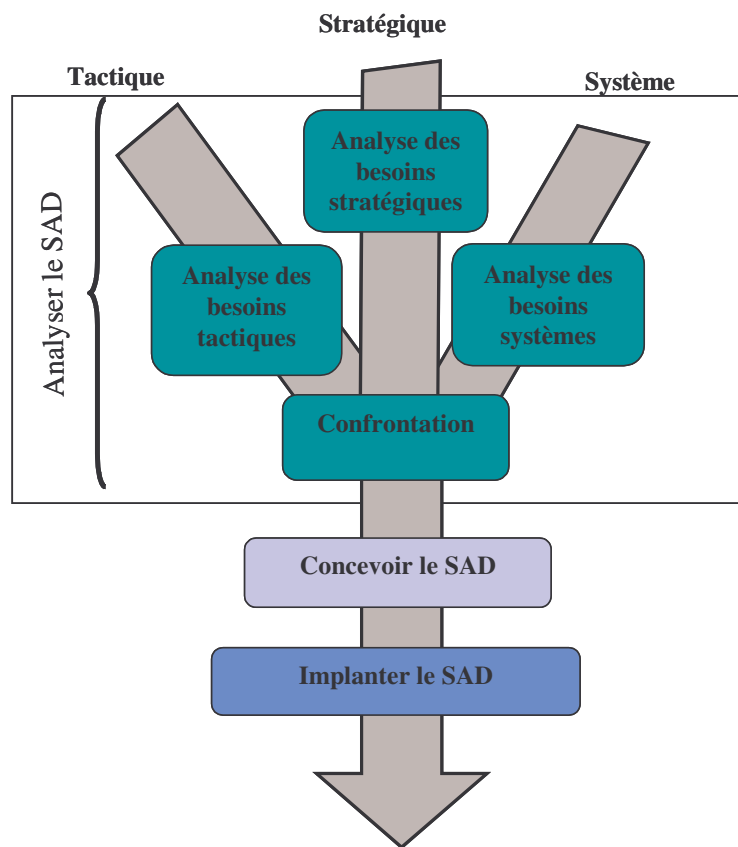 Stratégique
Tactique
Système
Analyser le SAD
Analyse des
besoins
stratégiques
Analyse des
besoins
tactiques
Analyse des
besoins
systèmes
Confrontation
Concevoir le SAD
Implanter le SAD